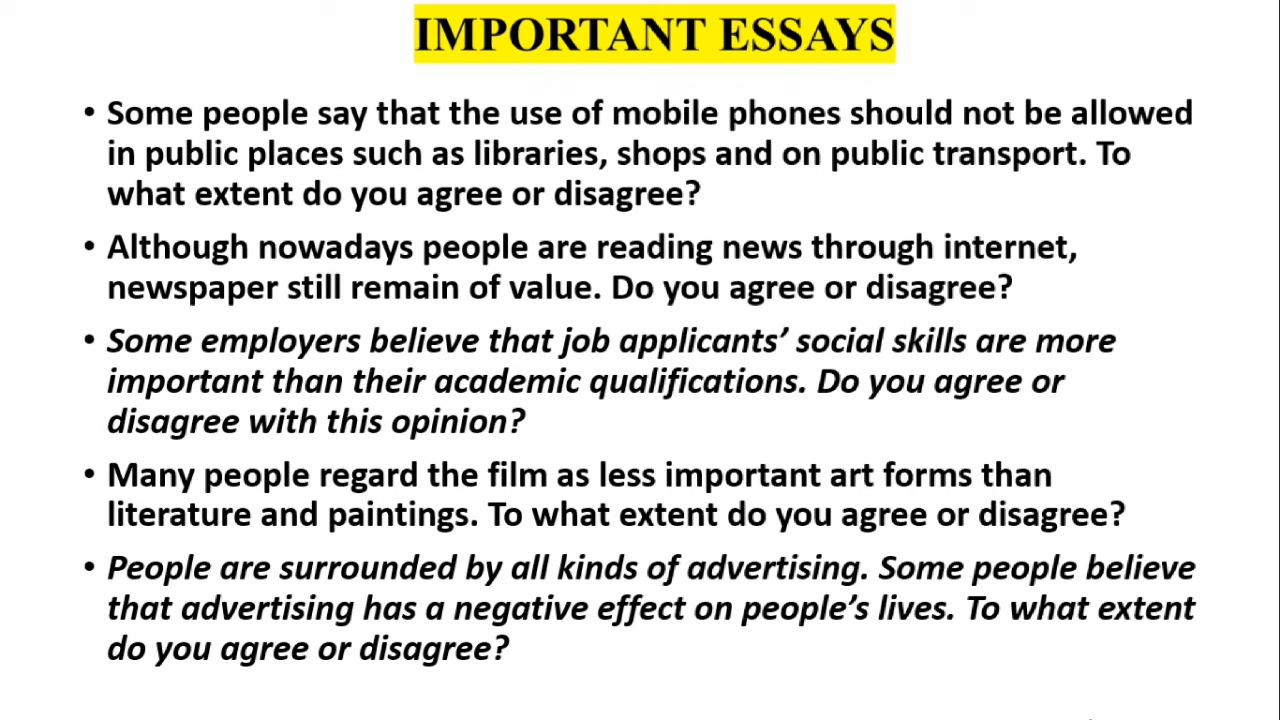 IMPORTANT ESSAYS
• Some people say that the use of mobile phones should not be allowed
in public places such as libraries, shops and on public transport. To
what extent do you agree or disagree?
• Although nowadays people are reading news through internet,
newspaper still remain of value. Do you agree or disagree?
• Some employers believe that job applicants’ social skills are more
important than their academic qualifications. Do you agree or
disagree with this opinion?
• Many people regard the film as less important art forms than
literature and paintings. To what extent do you agree or disagree?
• People are surrounded by all kinds of advertising. Some people believe
that advertising has a negative effect on people’s lives. To what extent
do you agree or disagree?